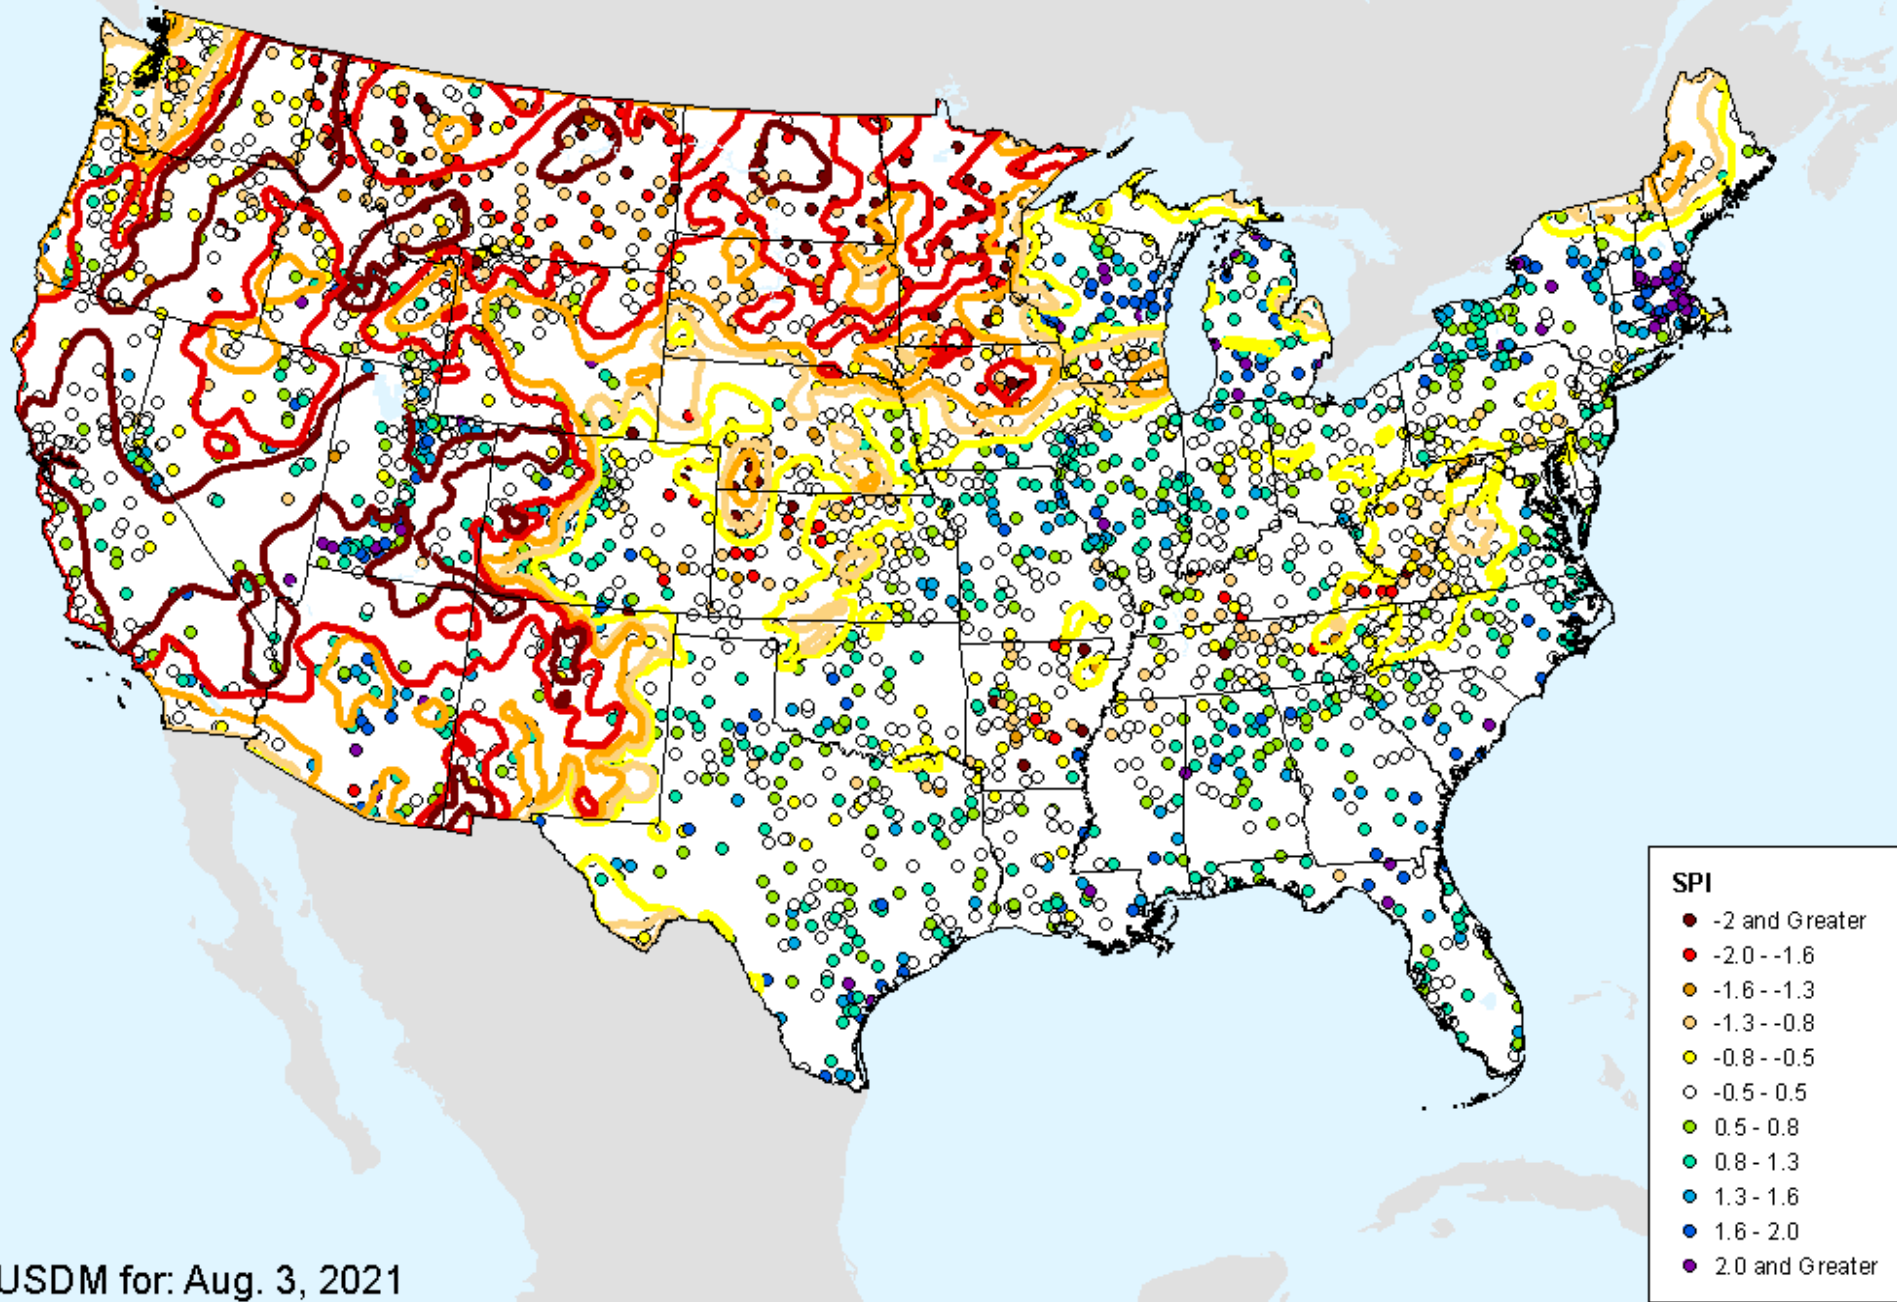 SPI
-2 and Greater
-2.0 - -1.6
-1.6 - -1.3
-1.3 - -0.8
-0.8 - -0.5
-0.5 - 0.5
0.5 - 0.8
0.8 - 1.3
1.3 - 1.6
1.6 - 2.0
2.0 and Greater
USDM for: Aug. 3, 2021